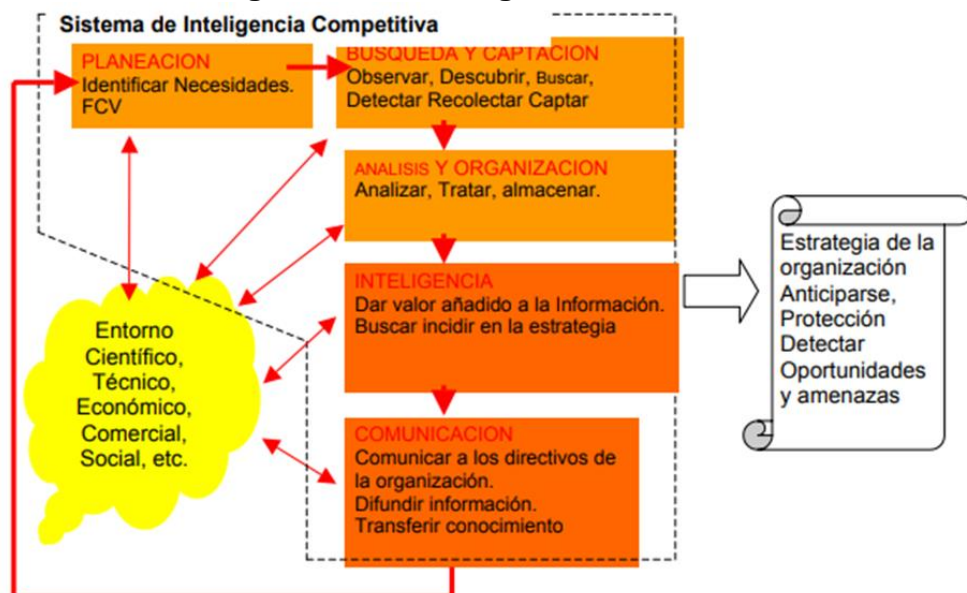 Sistema de Inteligencia Competitiva
PLANEACION
Identificar Necesidades.
FCV
BUSQUEDA Y CAPTACION
Observar, Descubrir, Buscar,
Detectar Recolectar Captar
ANALISIS Y ORGANIZACION
Analizar, Tratar, almacenar.
INTELIGENCIA
Dar valor añadido a la Información.
Buscar incidir en la estrategia
COMUNICACION
Comunicar a los directivos de
la organización.
Difundir información.
Transferir conocimiento
Entorno
Científico,
Técnico,
Económico,
Comercial,
Social, etc.
Estrategia de la
organización
Anticiparse,
Protección
Detectar
Oportunidades
y amenazas